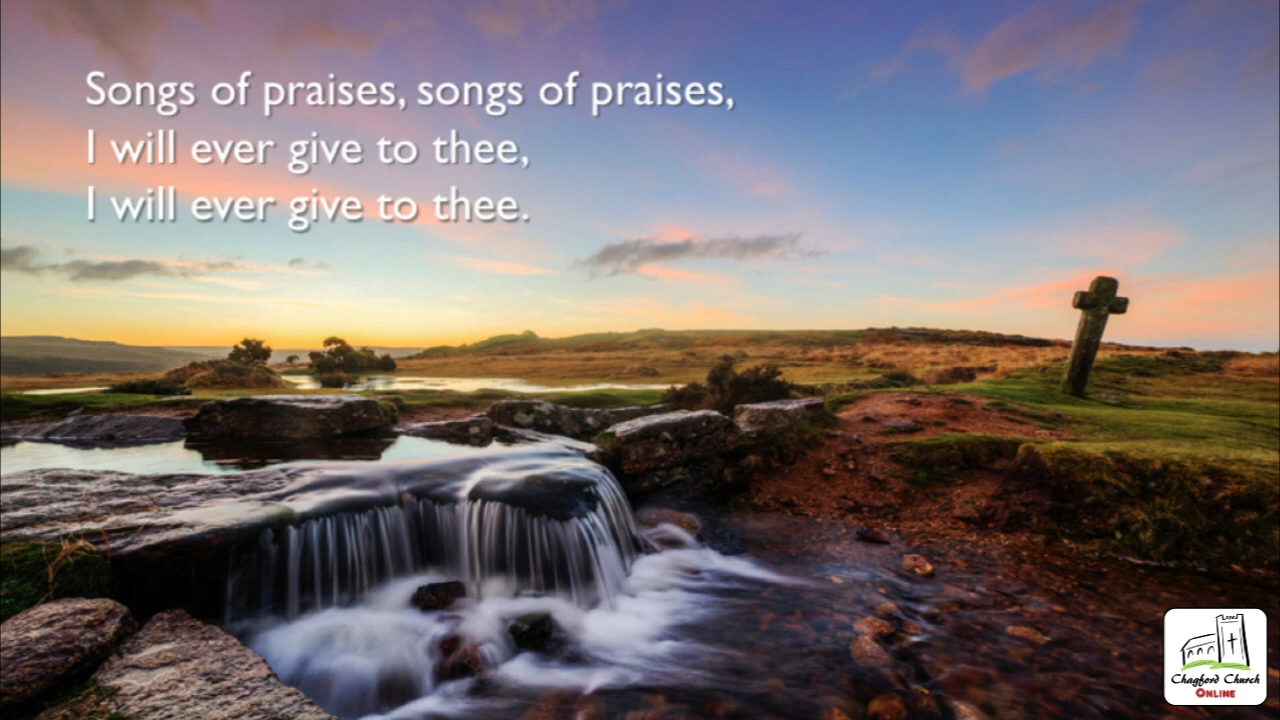 Songs of praises, songs of praises,
I will ever give to thee,
I will ever give to thee.
Chagford Church
ONLINE